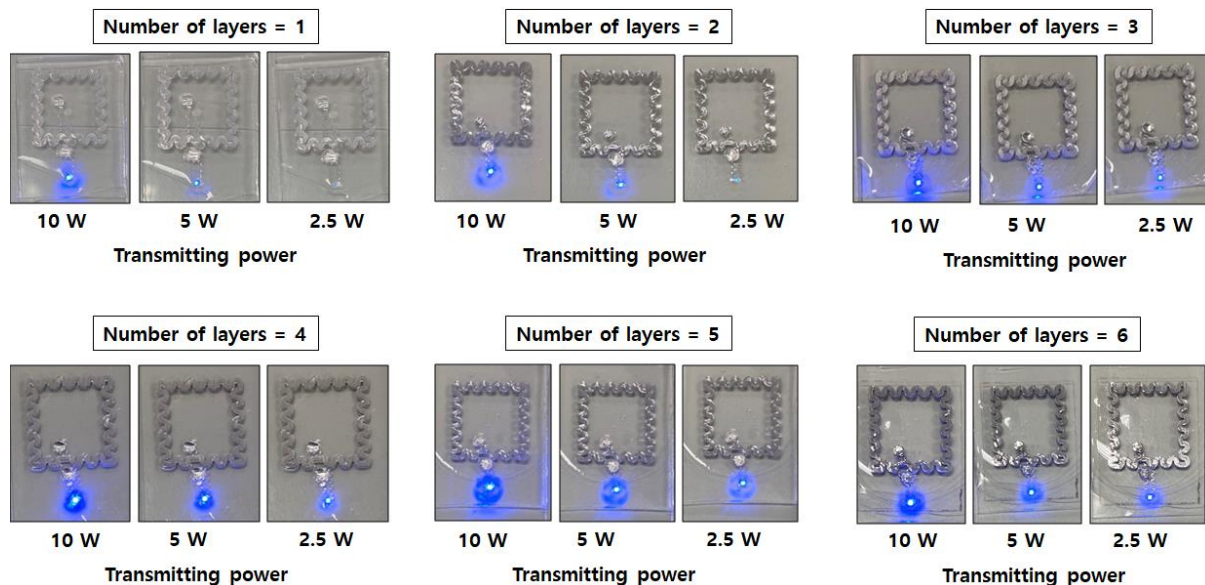 Number of layers = 1
10 W 5 W 2.5 W
Transmitting power
Number of layers = 2
10 W 5 W 2.5 W
Transmitting power
Number of layers = 3
10 W 5 W 2.5 W
Transmitting power
Number of layers = 4
10 W 5 W 2.5 W
Transmitting power
Number of layers = 5
10 W 5 W 2.5 W
Transmitting power
Number of layers = 6
10 W 5 W 2.5 W
Transmitting power